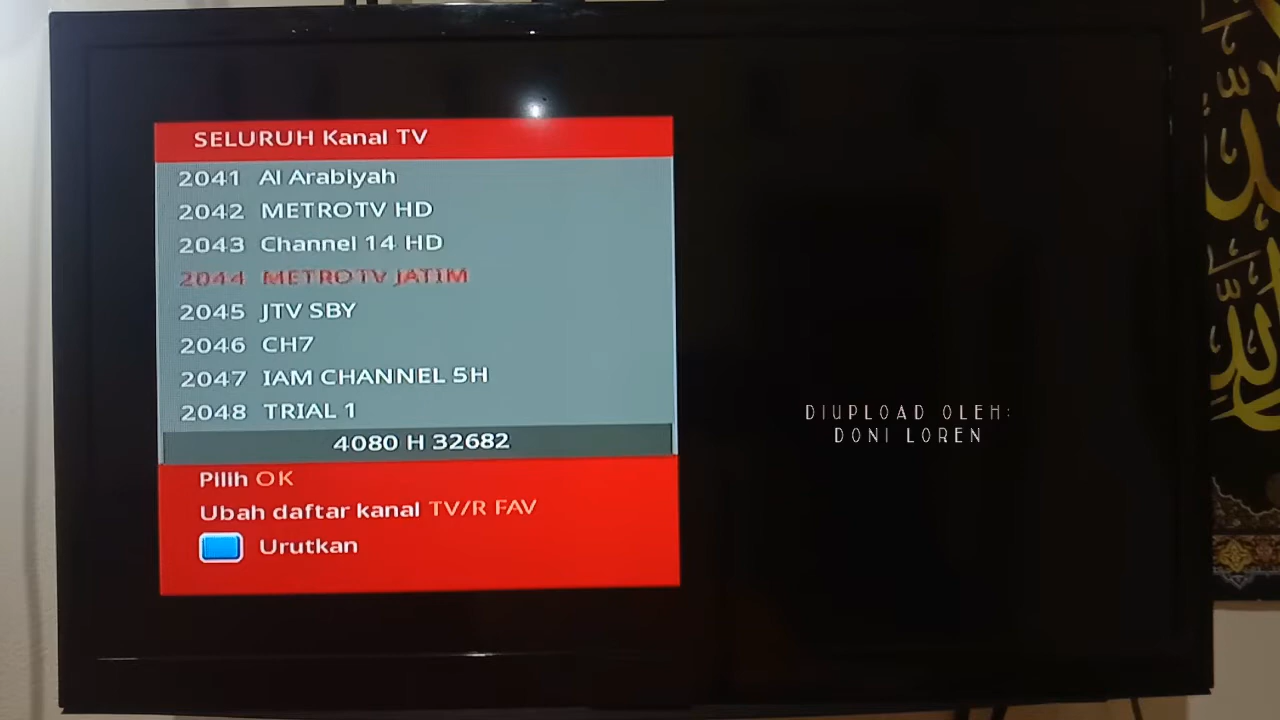 SELURUH Kanal TV
2041 Al Arabiyah
2042 METROTV HD
2043 Channel 14 HD
2044 METROTV JATIM
2045 JTV SBY
2046 CH7
2047 IAM CHANNEL 5H
2048 TRIAL 1
4080 H 32682
Pilih OK
Ubah daftar kanal TV/R FAV
Urutkan
DIUPLOAD OLEH:
DONI LOREN